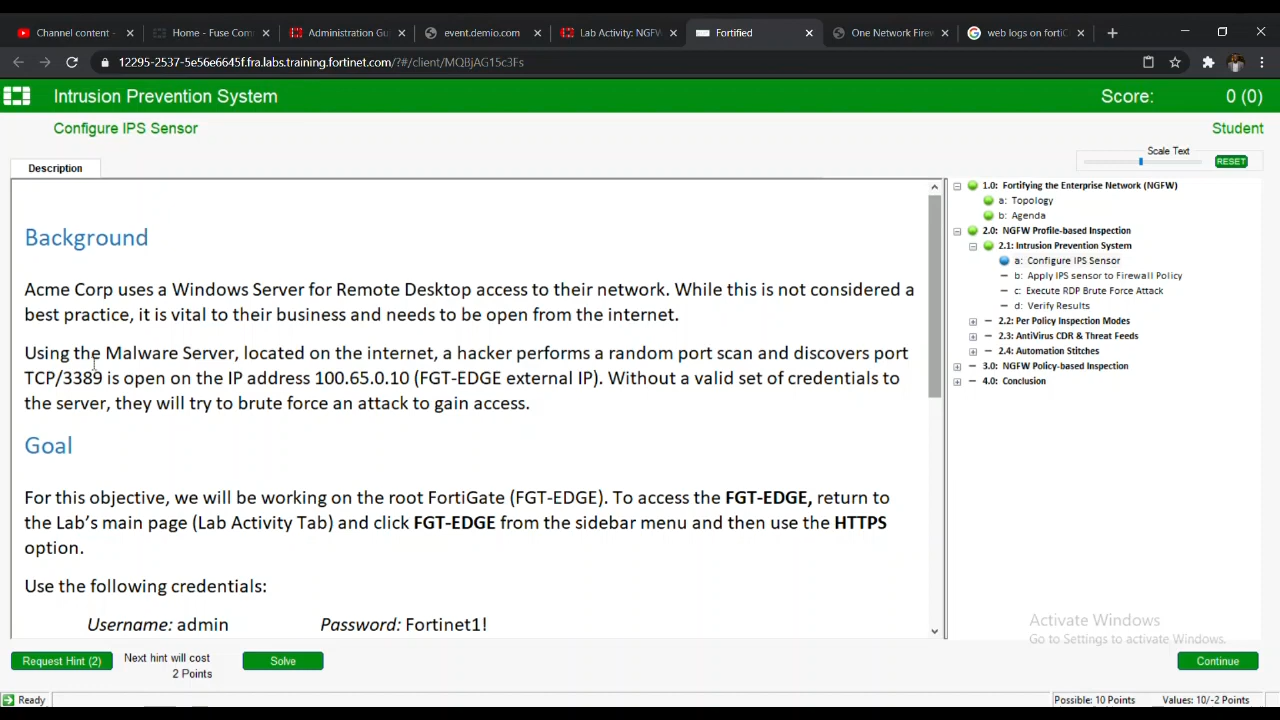 Channel content -
Home - Fuse Com
Administration Gu
event.demio.com
Lab Activity: NGFW
Fortified
One Network Firew
web logs on fortiG
12295-2537-5e56e6645f.fra.labs.training.fortinet.com/?#/client/MQBjAG15c3Fs
Intrusion Prevention System
Score: 0 (0)
Configure IPS Sensor
Student
Scale Text
RESET
Description
Background
Acme Corp uses a Windows Server for Remote Desktop access to their network. While this is not considered a
best practice, it is vital to their business and needs to be open from the internet.
Using the Malware Server, located on the internet, a hacker performs a random port scan and discovers port
TCP/3389 is open on the IP address 100.65.0.10 (FGT-EDGE external IP). Without a valid set of credentials to
the server, they will try to brute force an attack to gain access.
Goal
For this objective, we will be working on the root FortiGate (FGT-EDGE). To access the FGT-EDGE, return to
the Lab's main page (Lab Activity Tab) and click FGT-EDGE from the sidebar menu and then use the HTTPS
option.
Use the following credentials:
Username: admin Password: Fortinet1!
1.0: Fortifying the Enterprise Network (NGFW)
a: Topology
b: Agenda
2.0: NGFW Profile-based Inspection
2.1: Intrusion Prevention System
a: Configure IPS Sensor
b: Apply IPS sensor to Firewall Policy
c: Execute RDP Brute Force Attack
d: Verify Results
2.2: Per Policy Inspection Modes
2.3: AntiVirus CDR & Threat Feeds
2.4: Automation Stitches
3.0: NGFW Policy-based Inspection
4.0: Conclusion
Activate Windows
Go to Settings to activate Windows.
Request Hint (2)
Next hint will cost
2 Points
Solve
Continue
Ready
Possible: 10 Points
Values: 10/-2 Points